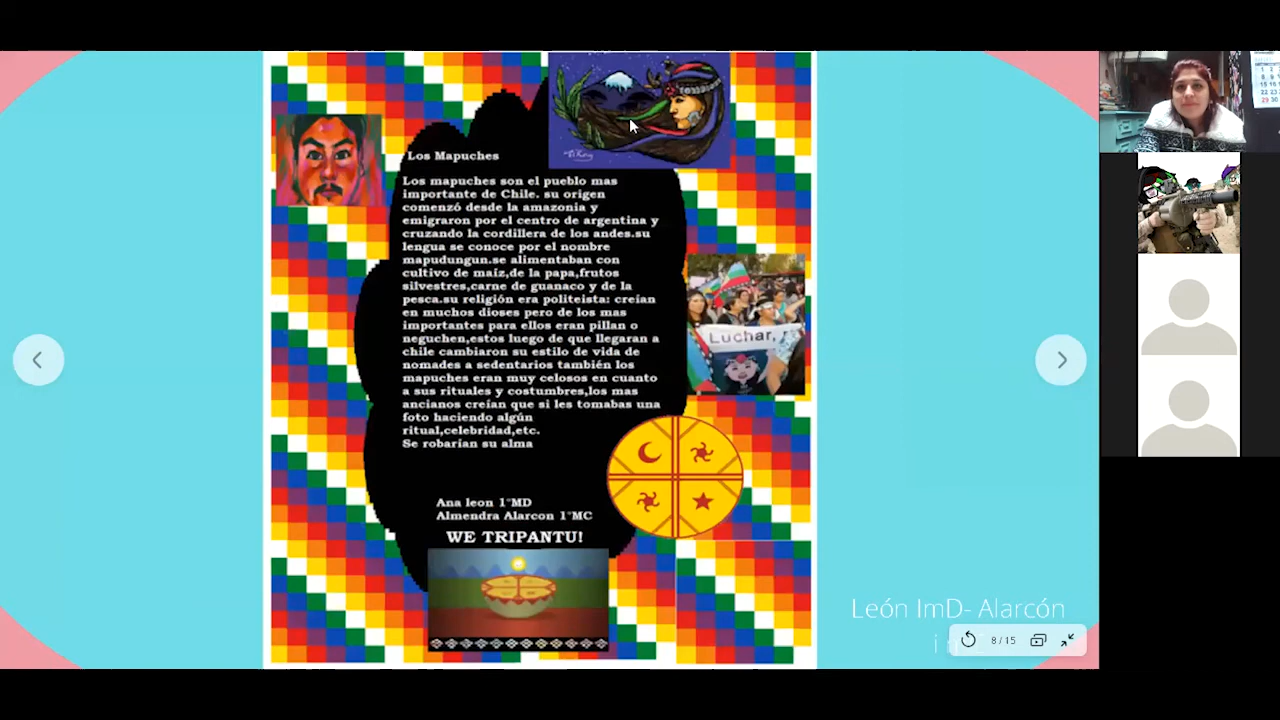 Los Mapuches
Los mapuches son el pueblo mas
importante de Chile. su origen
comenzó desde la amazonia y
emigraron por el centro de argentina y
cruzando la cordillera de los andes.su
lengua se conoce por el nombre
mapudungun.se alimentaban con
cultivo de maíz,de la papa,frutos
silvestres,carne de guanaco y de la
pesca.su religión era politeista: creían
en muchos dioses pero de los mas
importantes para ellos eran pillan o
neguchen,estos luego de que llegaran a
chile cambiaron su estilo de vida de
nomades a sedentarios también los
mapuches eran muy celosos en cuanto
a sus rituales y costumbres,los mas
ancianos creían que si les tomabas una
foto haciendo algún
ritual,celebridad,etc.
Se robarian su alma
Luchar,
Ana leon 1°MD
Almendra Alarcon 1°MC
WE TRIPANTU!
León ImD- Alarcón
8 / 15